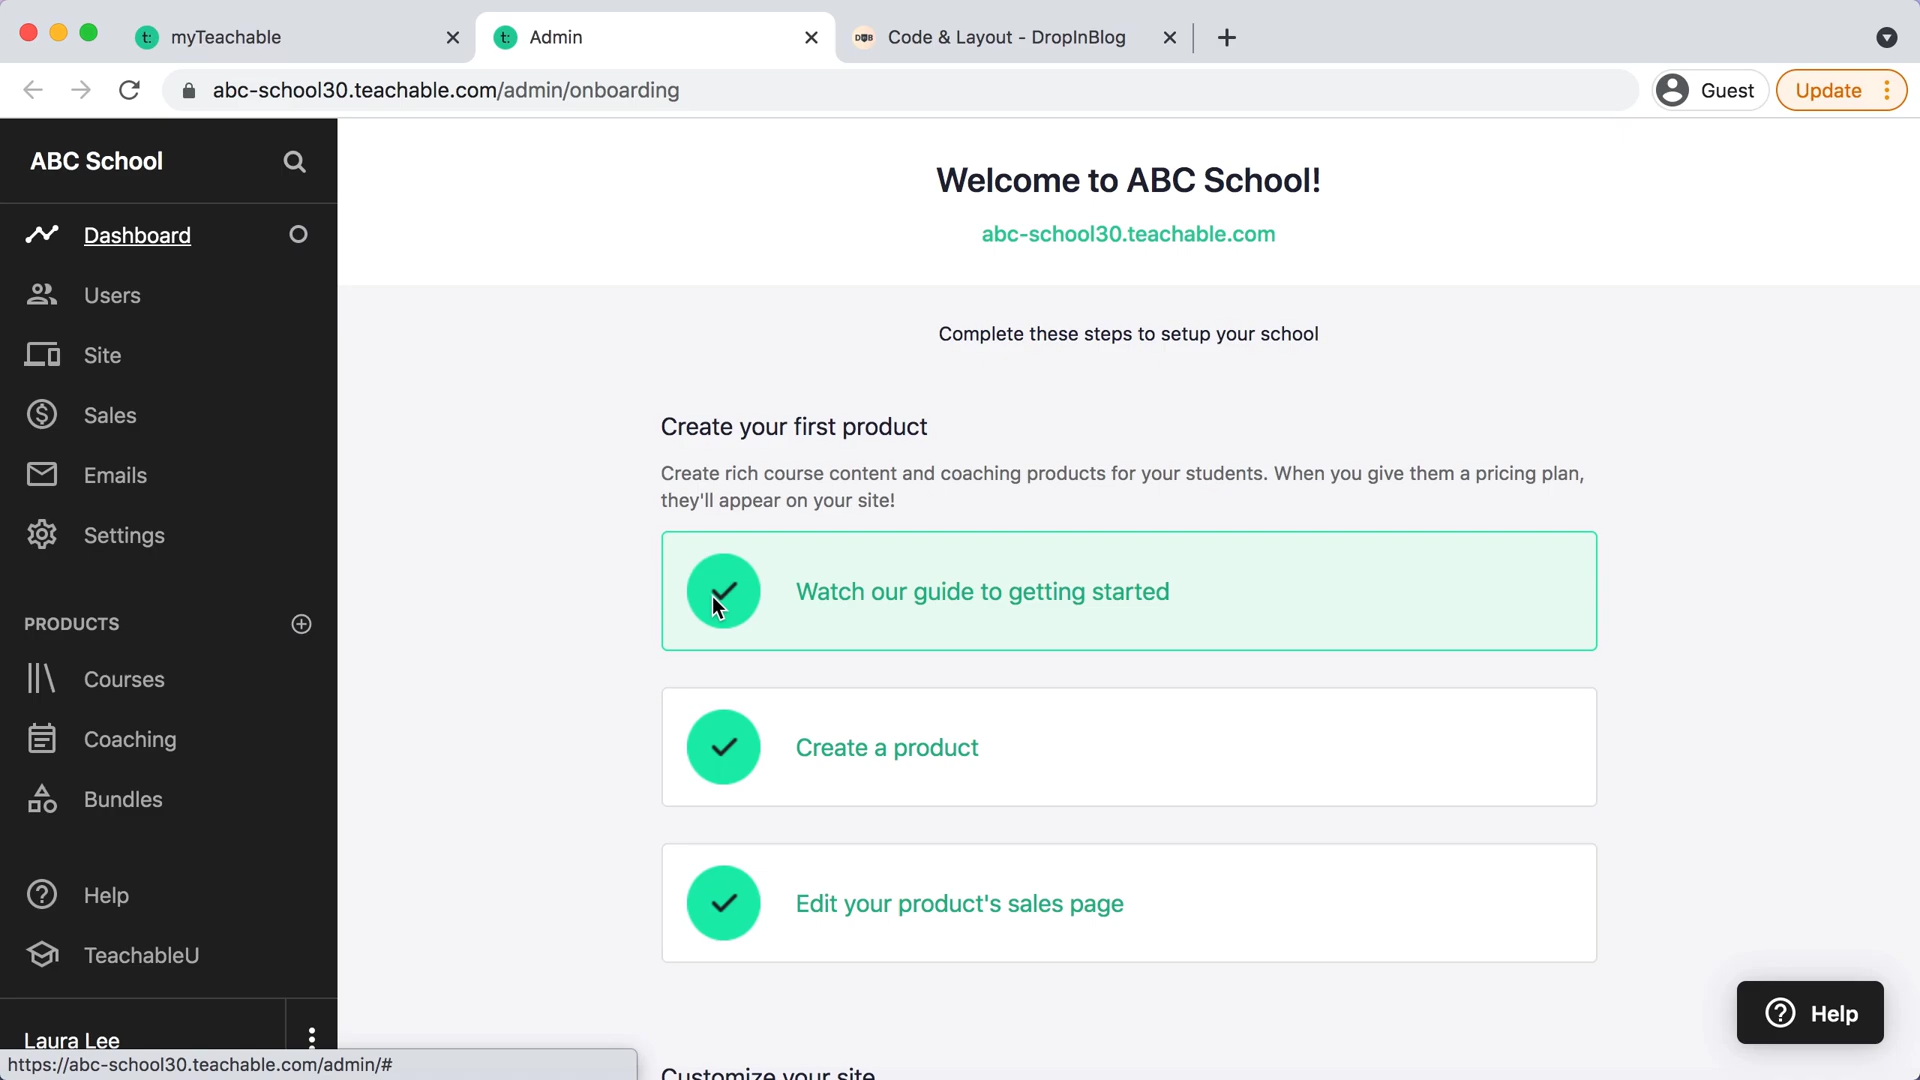 myTeachable
Admin
Code & Layout - DropInBlog
abc-school30.teachable.com/admin/onboarding
Guest
Update
ABC School
Dashboard
Users
Site
Sales
Emails
Settings
PRODUCTS
Courses
Coaching
Bundles
Help
TeachableU
Laura Lee
https://abc-school30.teachable.com/admin/#
Welcome to ABC School!
abc-school30.teachable.com
Complete these steps to setup your school
Create your first product
Create rich course content and coaching products for your students. When you give them a pricing plan,
they'll appear on your site!
Watch our guide to getting started
Create a product
Edit your product's sales page
Customize your site
Help